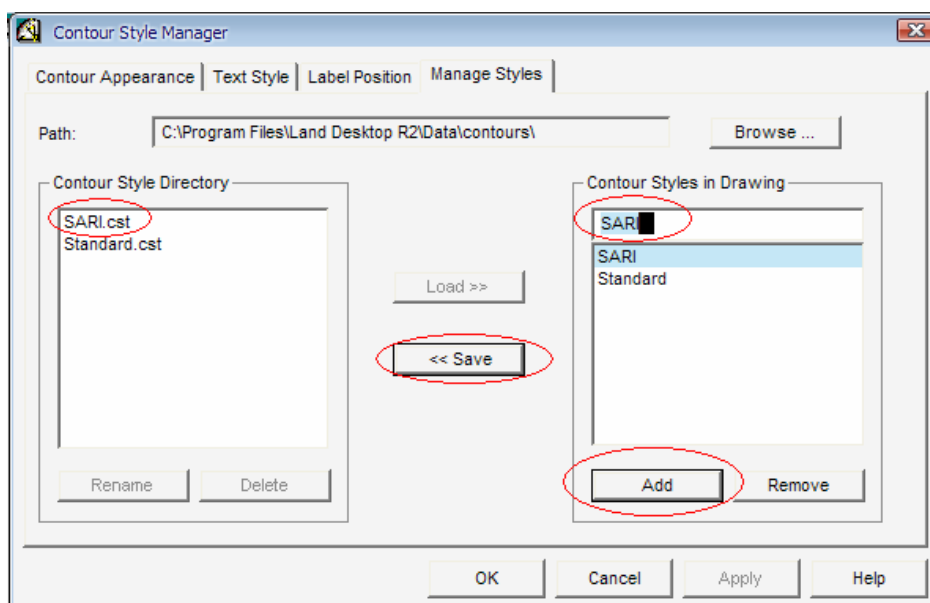 Contour Style Manager
Contour Appearance Text Style Label Position Manage Styles
Path: C:\Program Files\Land Desktop R2\Data\contours\ Browse ...
Contour Style Directory
SARI.cst
Standard.cst
Rename Delete
Load >>
<< Save
Contour Styles in Drawing
SARI
SARI
Standard
Add Remove
OK Cancel Apply Help